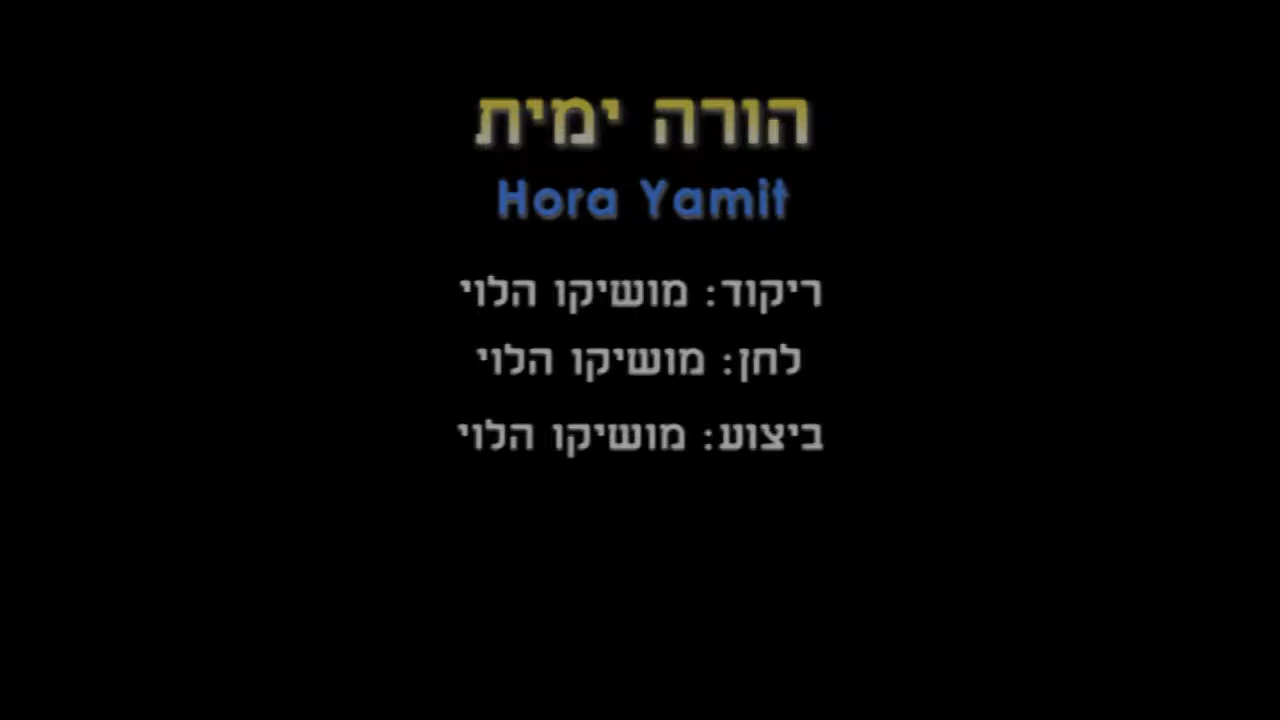 הורה ימית
Hora Yamit
ריקוד: מושיקו הלוי
לחן: מושיקו הלוי
ביצוע: מושיקו הלוי